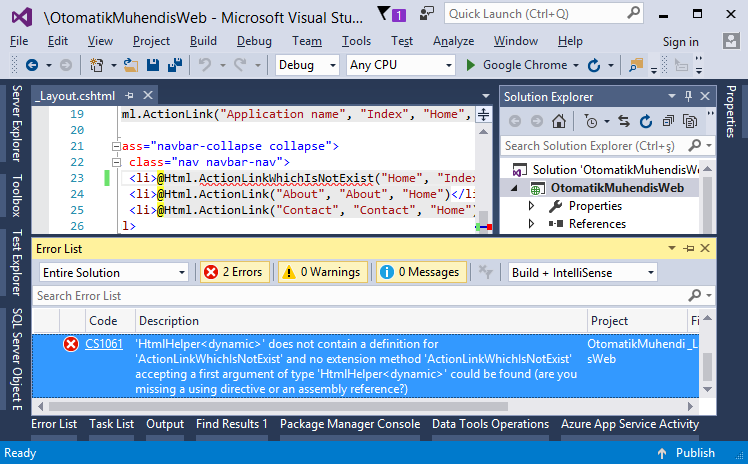 \OtomatikMuhendisWeb - Microsoft Visual Stu...
1
Quick Launch (Ctrl+Q)
File Edit View Project Build Debug Team
Tools Test Analyze Window Help Sign in
Debug Any CPU Google Chrome
Server Explorer
Toolbox
Test Explorer
SQL Server Object E
_Layout.cshtml
19 ml.ActionLink("Application name", "Index", "Home",
20
21 ass="navbar-collapse collapse">
22 class="nav navbar-nav">
23 <li>@Html.ActionLinkWhichIsNotExist("Home", "Inde
24 <li>@Html.ActionLink("About", "About", "Home")</li
25 <li>@Html.ActionLink("Contact", "Contact", "Home")
26 l>
Solution Explorer
Search Solution Explorer (Ctrl+ş)
Solution 'OtomatikMuhendisW
OtomatikMuhendisWeb
Properties
References
Properties
Error List
Entire Solution 2 Errors 0 Warnings 0 Messages Build + IntelliSense
Search Error List
Code Description Project Fi
CS1061 'HtmlHelper<dynamic>' does not contain a definition for
'ActionLinkWhichIsNotExist' and no extension method 'ActionLinkWhichIsNotExist'
accepting a first argument of type 'HtmlHelper<dynamic>' could be found (are you
missing a using directive or an assembly reference?)
OtomatikMuhendi
sWeb
_L
Error List Task List Output Find Results 1 Package Manager Console Data Tools Operations Azure App Service Activity
Ready Publish